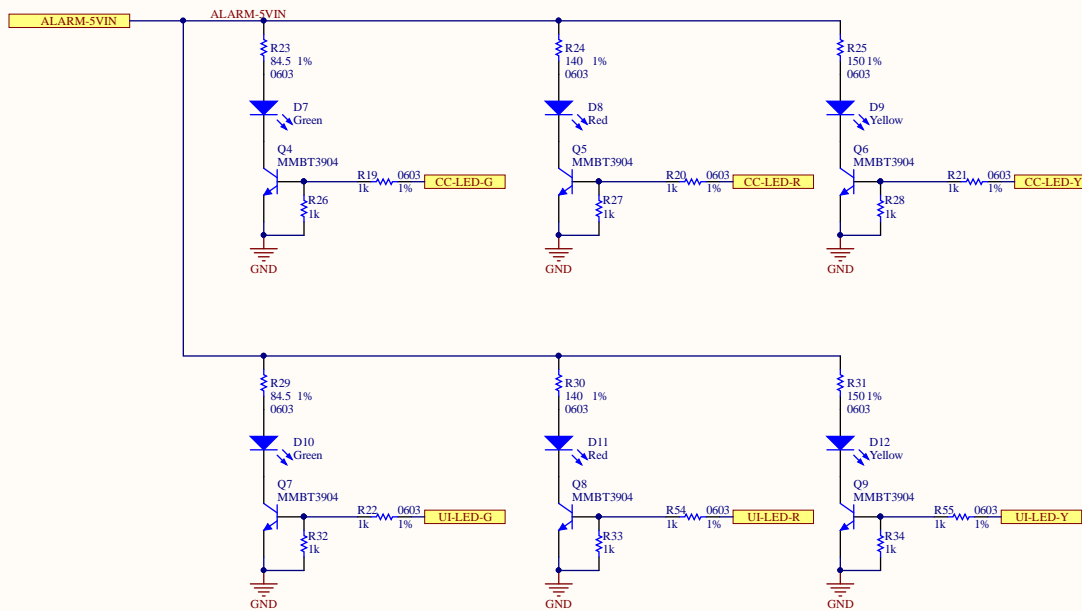 ALARM-5VIN
ALARM-5VIN
R23
84.5 1%
0603
R24
140 1%
0603
R25
150 1%
0603
D7
Green
D8
Red
D9
Yellow
Q4
MMBT3904
Q5
MMBT3904
Q6
MMBT3904
R19 0603
1k 1%
CC-LED-G
R20 0603
1k 1%
CC-LED-R
R21 0603
1k 1%
CC-LED-Y
R26
1k
R27
1k
R28
1k
GND
GND
GND
R29
84.5 1%
0603
R30
140 1%
0603
R31
150 1%
0603
D10
Green
D11
Red
D12
Yellow
Q7
MMBT3904
Q8
MMBT3904
Q9
MMBT3904
R22 0603
1k 1%
UI-LED-G
R54 0603
1k 1%
UI-LED-R
R55 0603
1k 1%
UI-LED-Y
R32
1k
R33
1k
R34
1k
GND
GND
GND